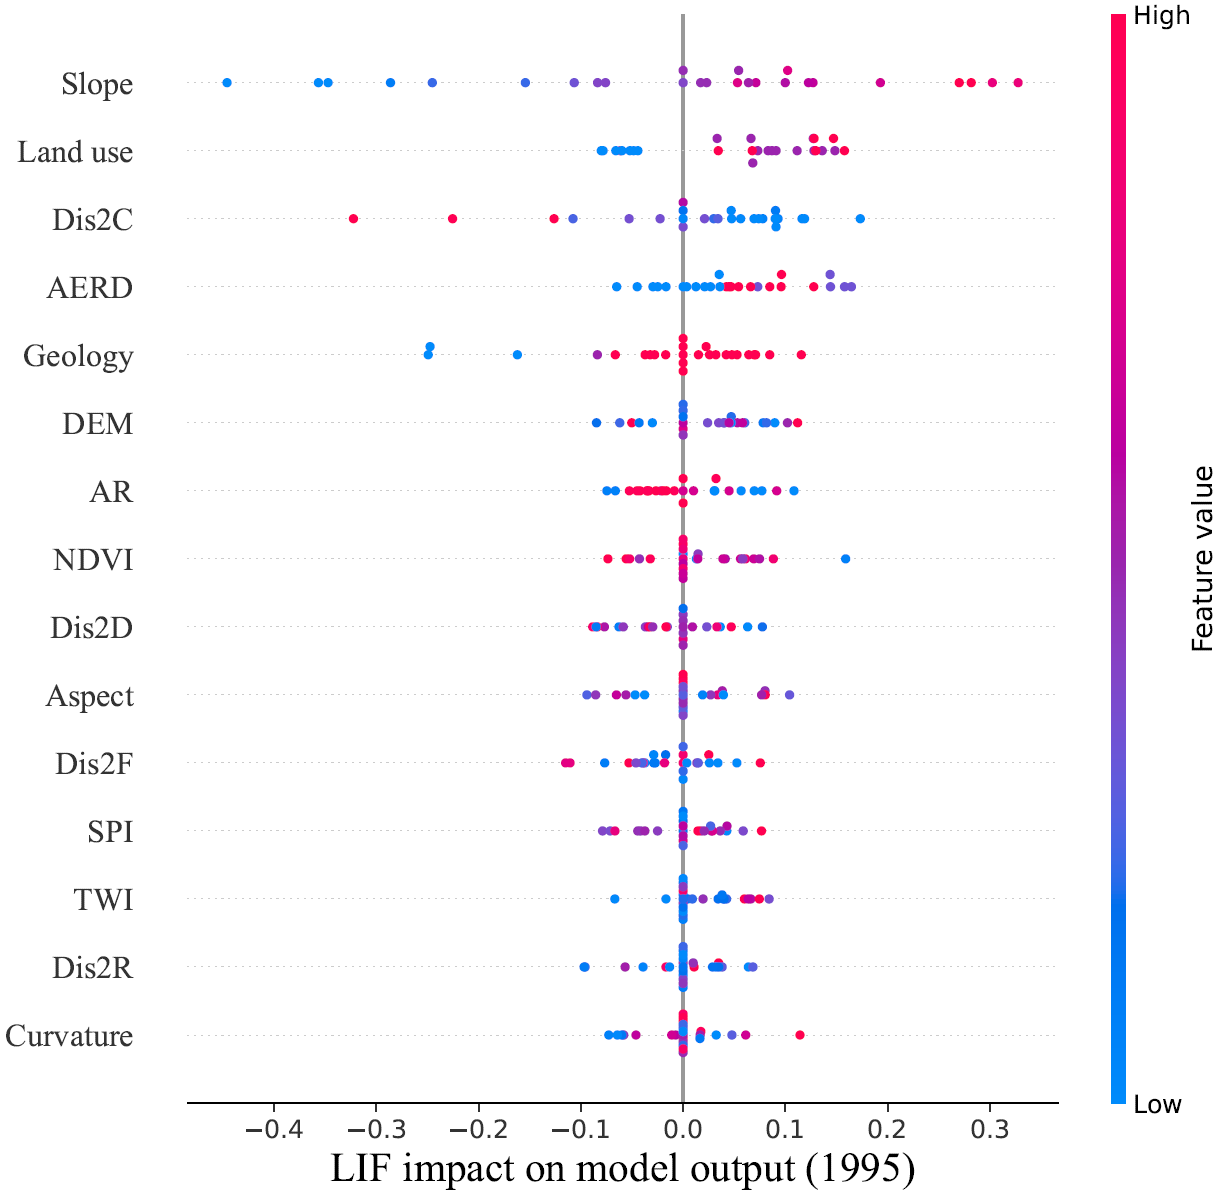 High
Slope
Land use
Dis2C
AERD
Geology
DEM
AR
NDVI
Dis2D
Aspect
Dis2F
SPI
TWI
Dis2R
Curvature
Feature value
Low
−0.4 −0.3 −0.2 −0.1 0.0 0.1 0.2 0.3
LIF impact on model output (1995)